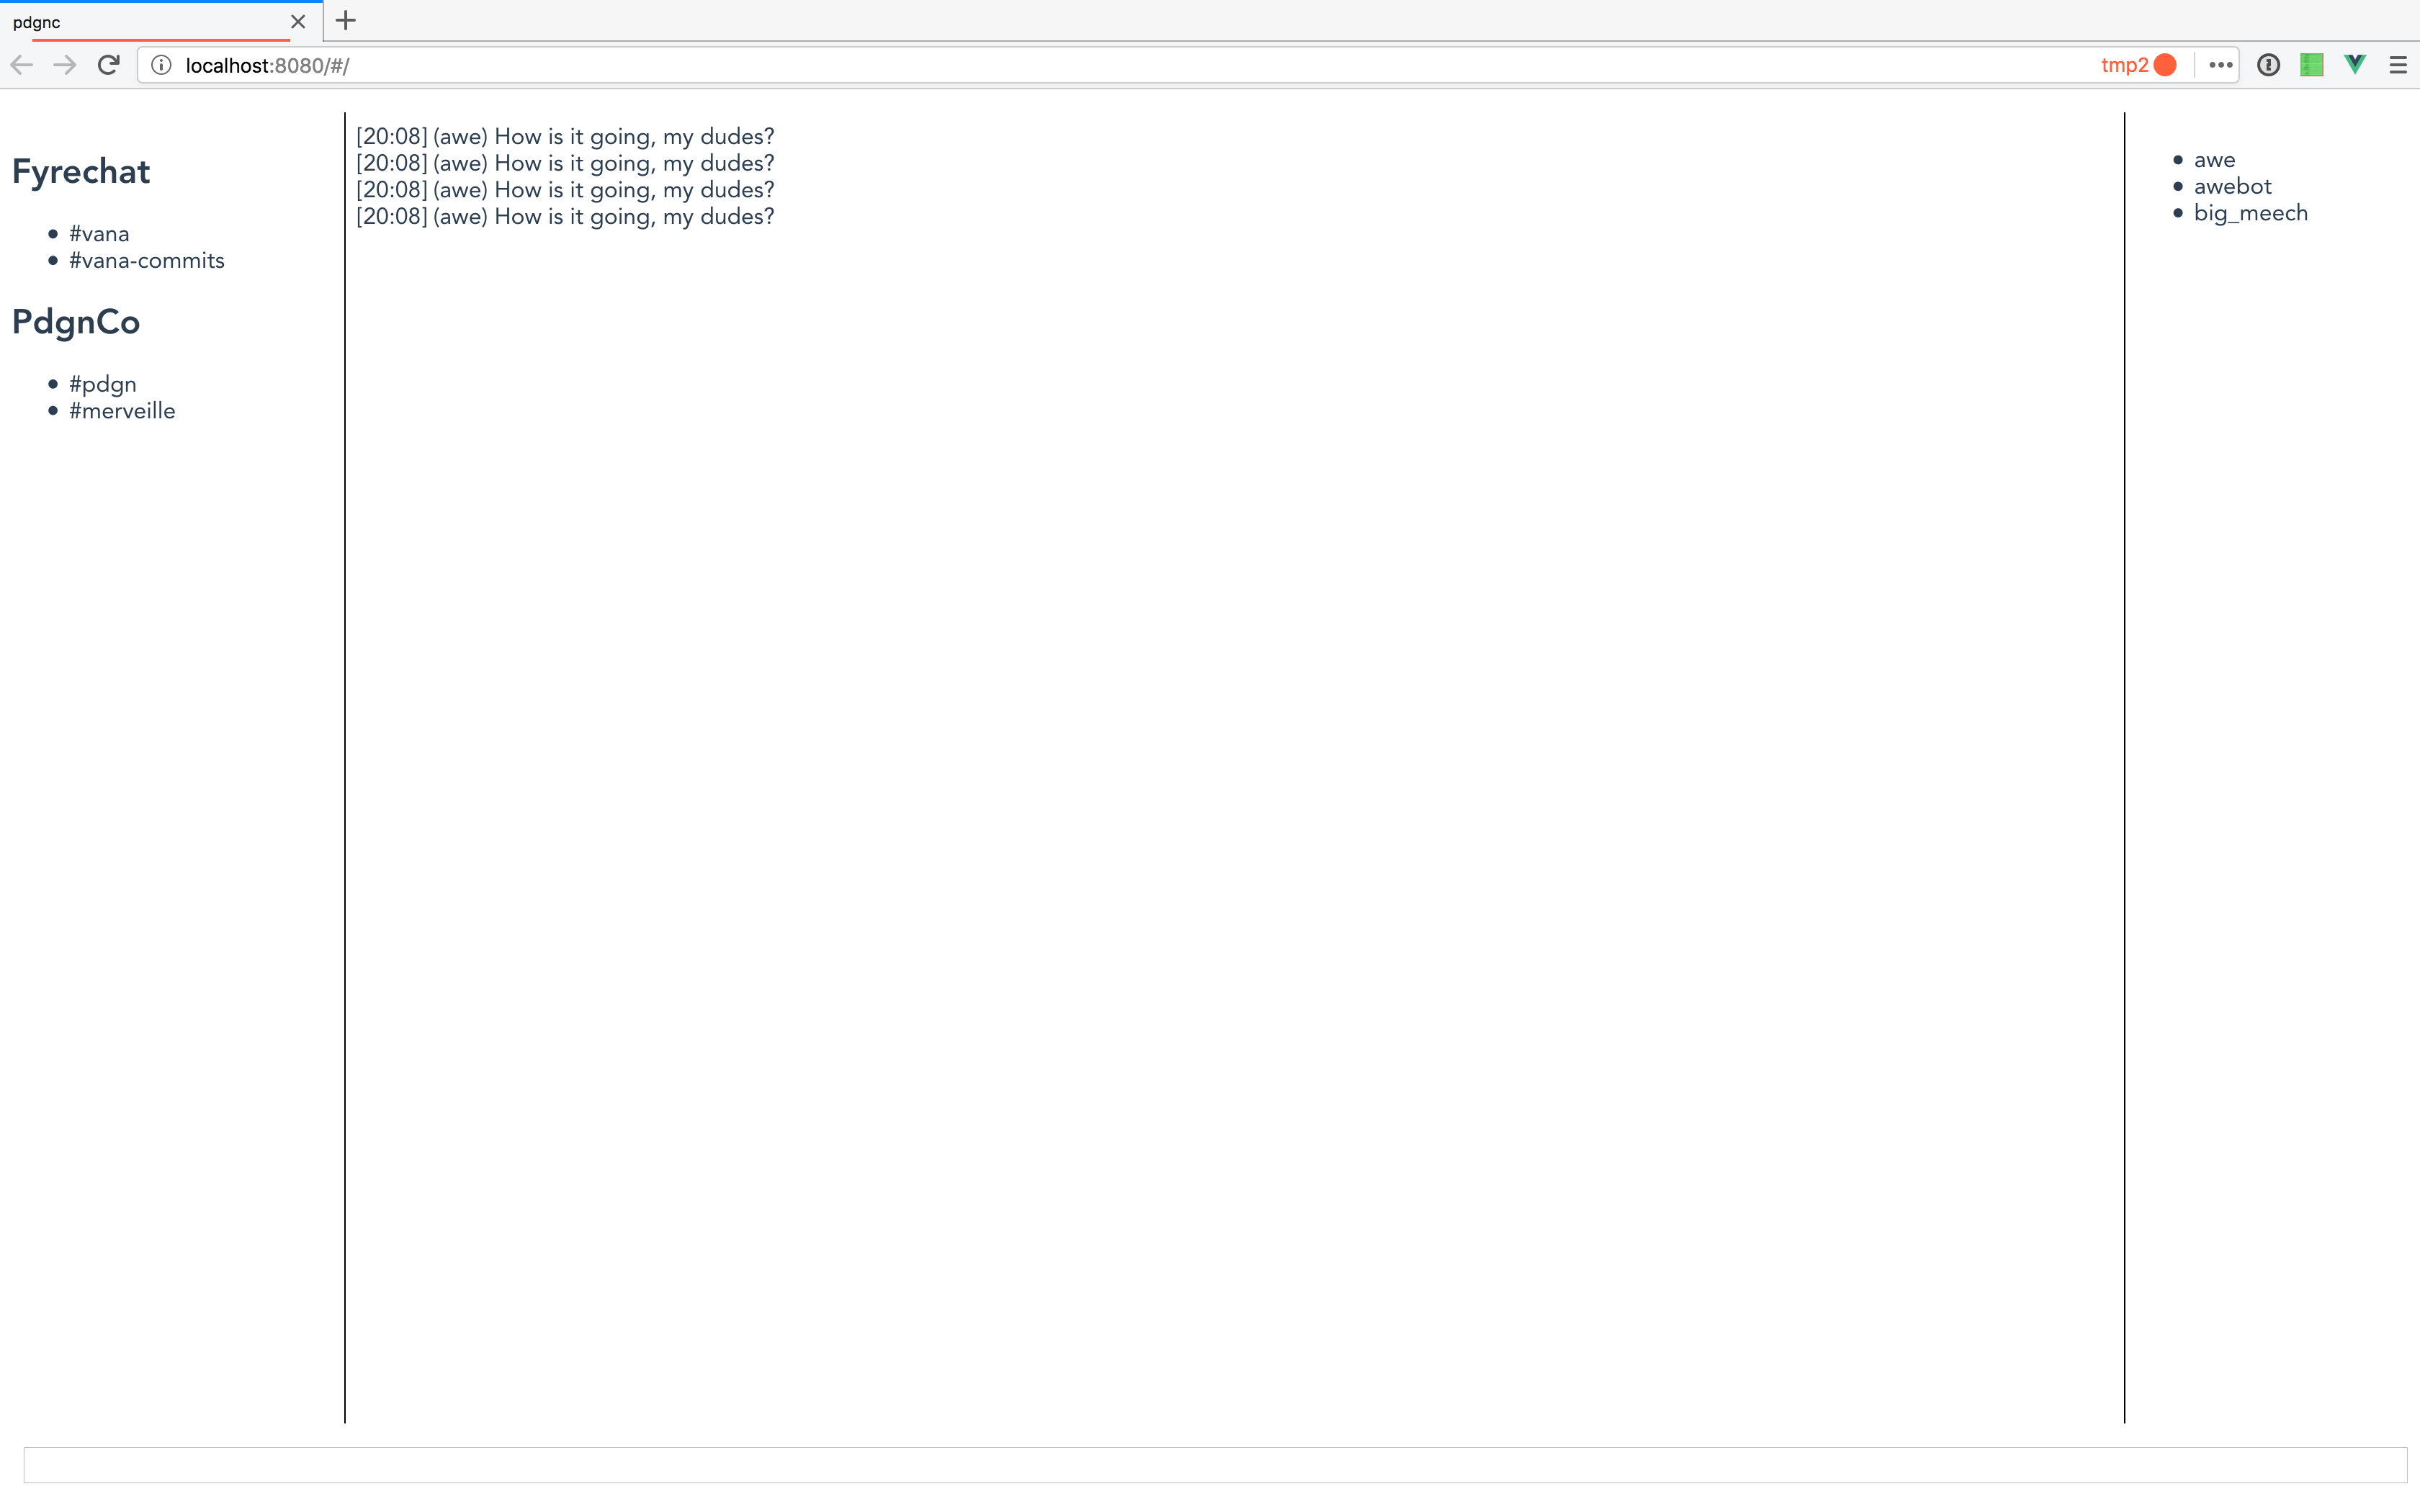 pdgnc
localhost:8080/#/
tmp2
Fyrechat
#vana
#vana-commits
PdgnCo
#pdgn
#merveille
[20:08] (awe) How is it going, my dudes?
[20:08] (awe) How is it going, my dudes?
[20:08] (awe) How is it going, my dudes?
[20:08] (awe) How is it going, my dudes?
awe
awebot
big_meech